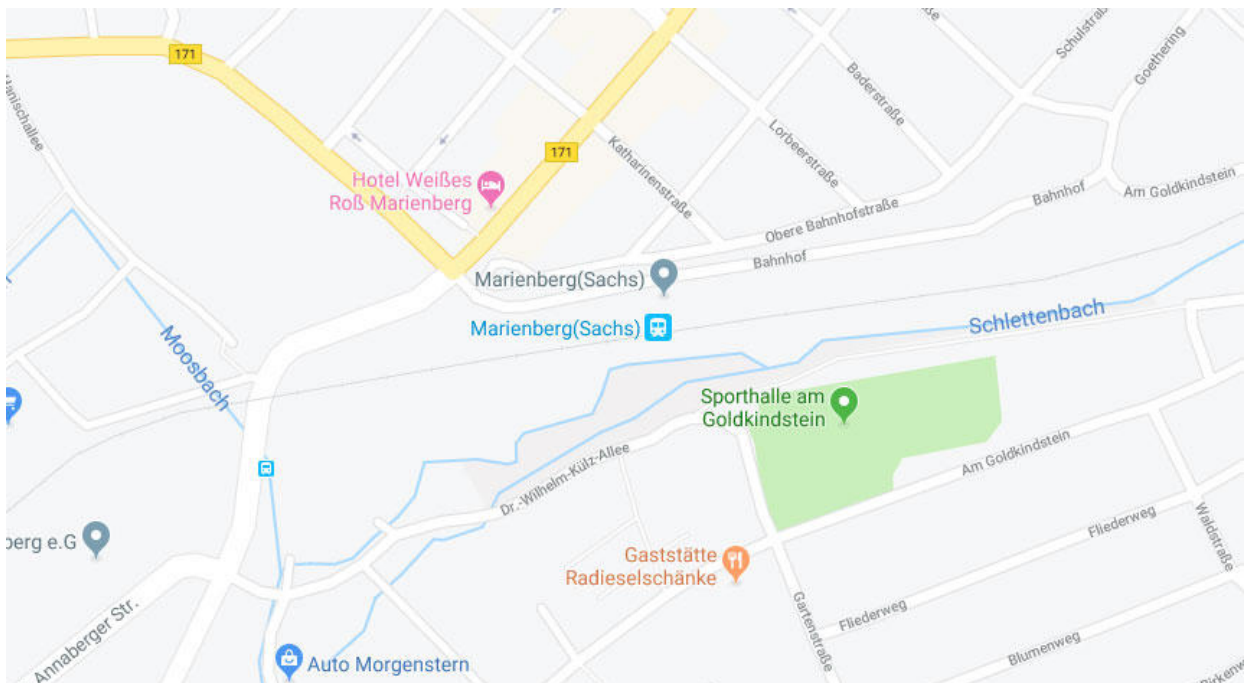 171
Schulstraße
Goethering
Baderstraße
Hanischallee
171
Lorbeerstraße
Katharinenstraße
Hotel Weißes
Roß Marienberg
Am Goldkindstein
Bahnhof
Obere Bahnhofstraße
Bahnhof
Marienberg(Sachs)
Marienberg(Sachs)
Schlettenbach
Moosbach
Sporthalle am
Goldkindstein
Am Goldkindstein
Dr.-Wilhelm-Külz-Allee
Fliederweg
Waldstraße
berg e.G
Gaststätte
Radieselschänke
Annaberger Str.
Gartenstraße
Fliederweg
Blumenweg
Birkenweg
Auto Morgenstern